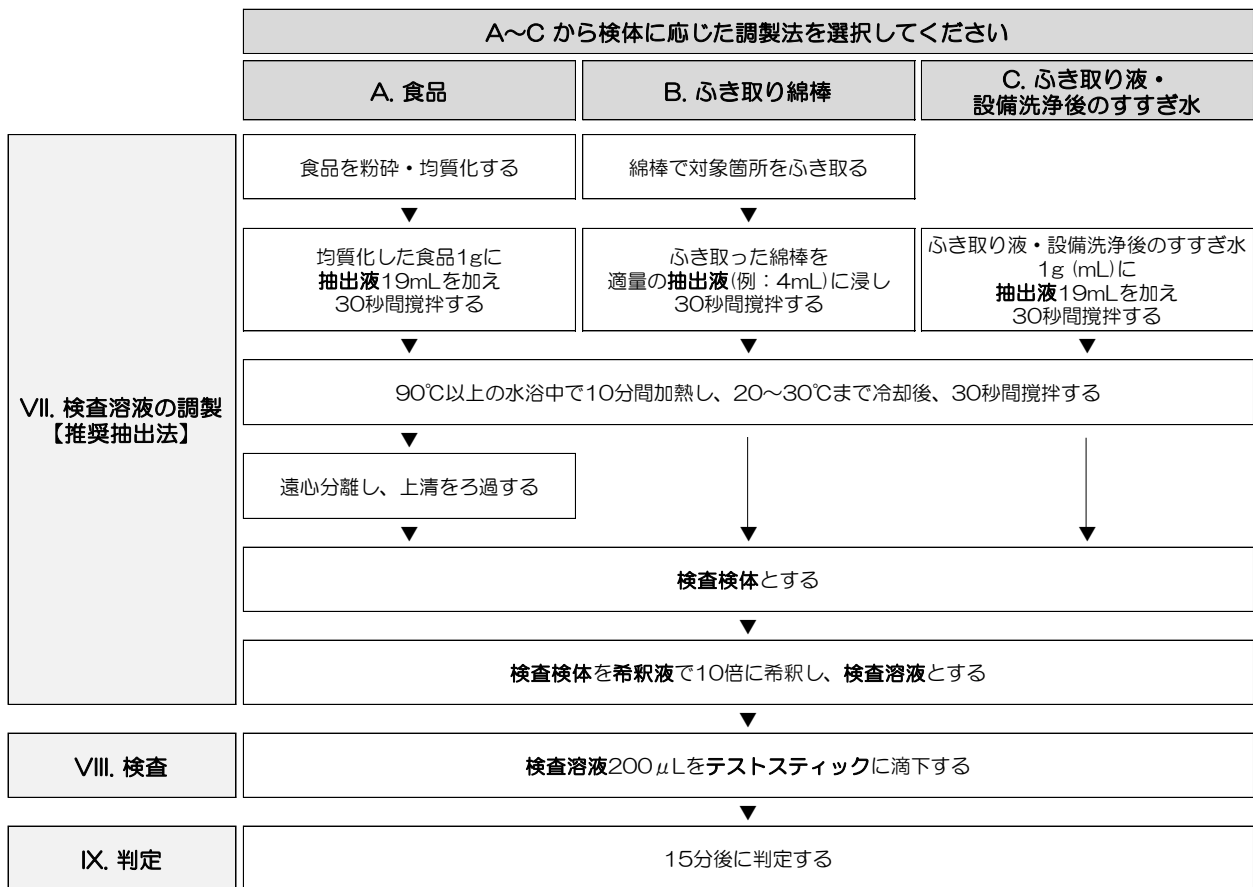 A～C から検体に応じた調製法を選択してください
A. 食品
B. ふき取り綿棒
C. ふき取り液・
設備洗浄後のすすぎ水
VII. 検査溶液の調製
【推奨抽出法】
食品を粉砕・均質化する
綿棒で対象箇所をふき取る
▼
▼
均質化した食品1gに
抽出液19mLを加え
30秒間撹拌する
ふき取った綿棒を
適量の抽出液(例：4mL)に浸し
30秒間撹拌する
ふき取り液・設備洗浄後のすすぎ水
1g (mL)に
抽出液19mLを加え
30秒間撹拌する
▼
▼
▼
90℃以上の水浴中で10分間加熱し、20～30℃まで冷却後、30秒間撹拌する
▼
遠心分離し、上清をろ過する
▼
▼
▼
検査検体とする
▼
検査検体を希釈液で10倍に希釈し、検査溶液とする
▼
VIII. 検査
検査溶液200μLをテストスティックに滴下する
▼
IX. 判定
15分後に判定する